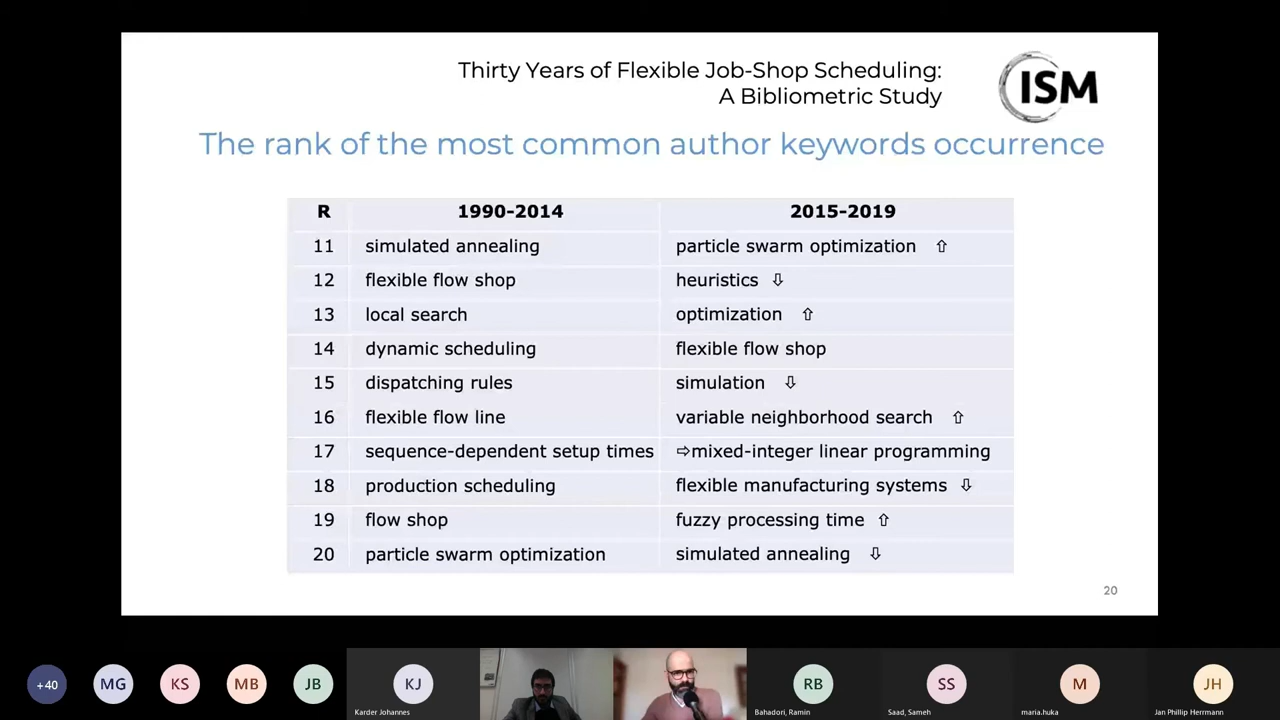 Thirty Years of Flexible Job-Shop Scheduling:
A Bibliometric Study
ISM
The rank of the most common author keywords occurrence
R 1990-2014 2015-2019
11 simulated annealing particle swarm optimization ⇧
12 flexible flow shop heuristics ⇩
13 local search optimization ⇧
14 dynamic scheduling flexible flow shop
15 dispatching rules simulation ⇩
16 flexible flow line variable neighborhood search ⇧
17 sequence-dependent setup times ⇨mixed-integer linear programming
18 production scheduling flexible manufacturing systems ⇩
19 flow shop fuzzy processing time ⇧
20 particle swarm optimization simulated annealing ⇩
20
+40 MG KS MB JB KJ RB SS M JH
Karder Johannes Bahadori, Ramin Saad, Sameh maria.huka Jan Phillip Herrmann